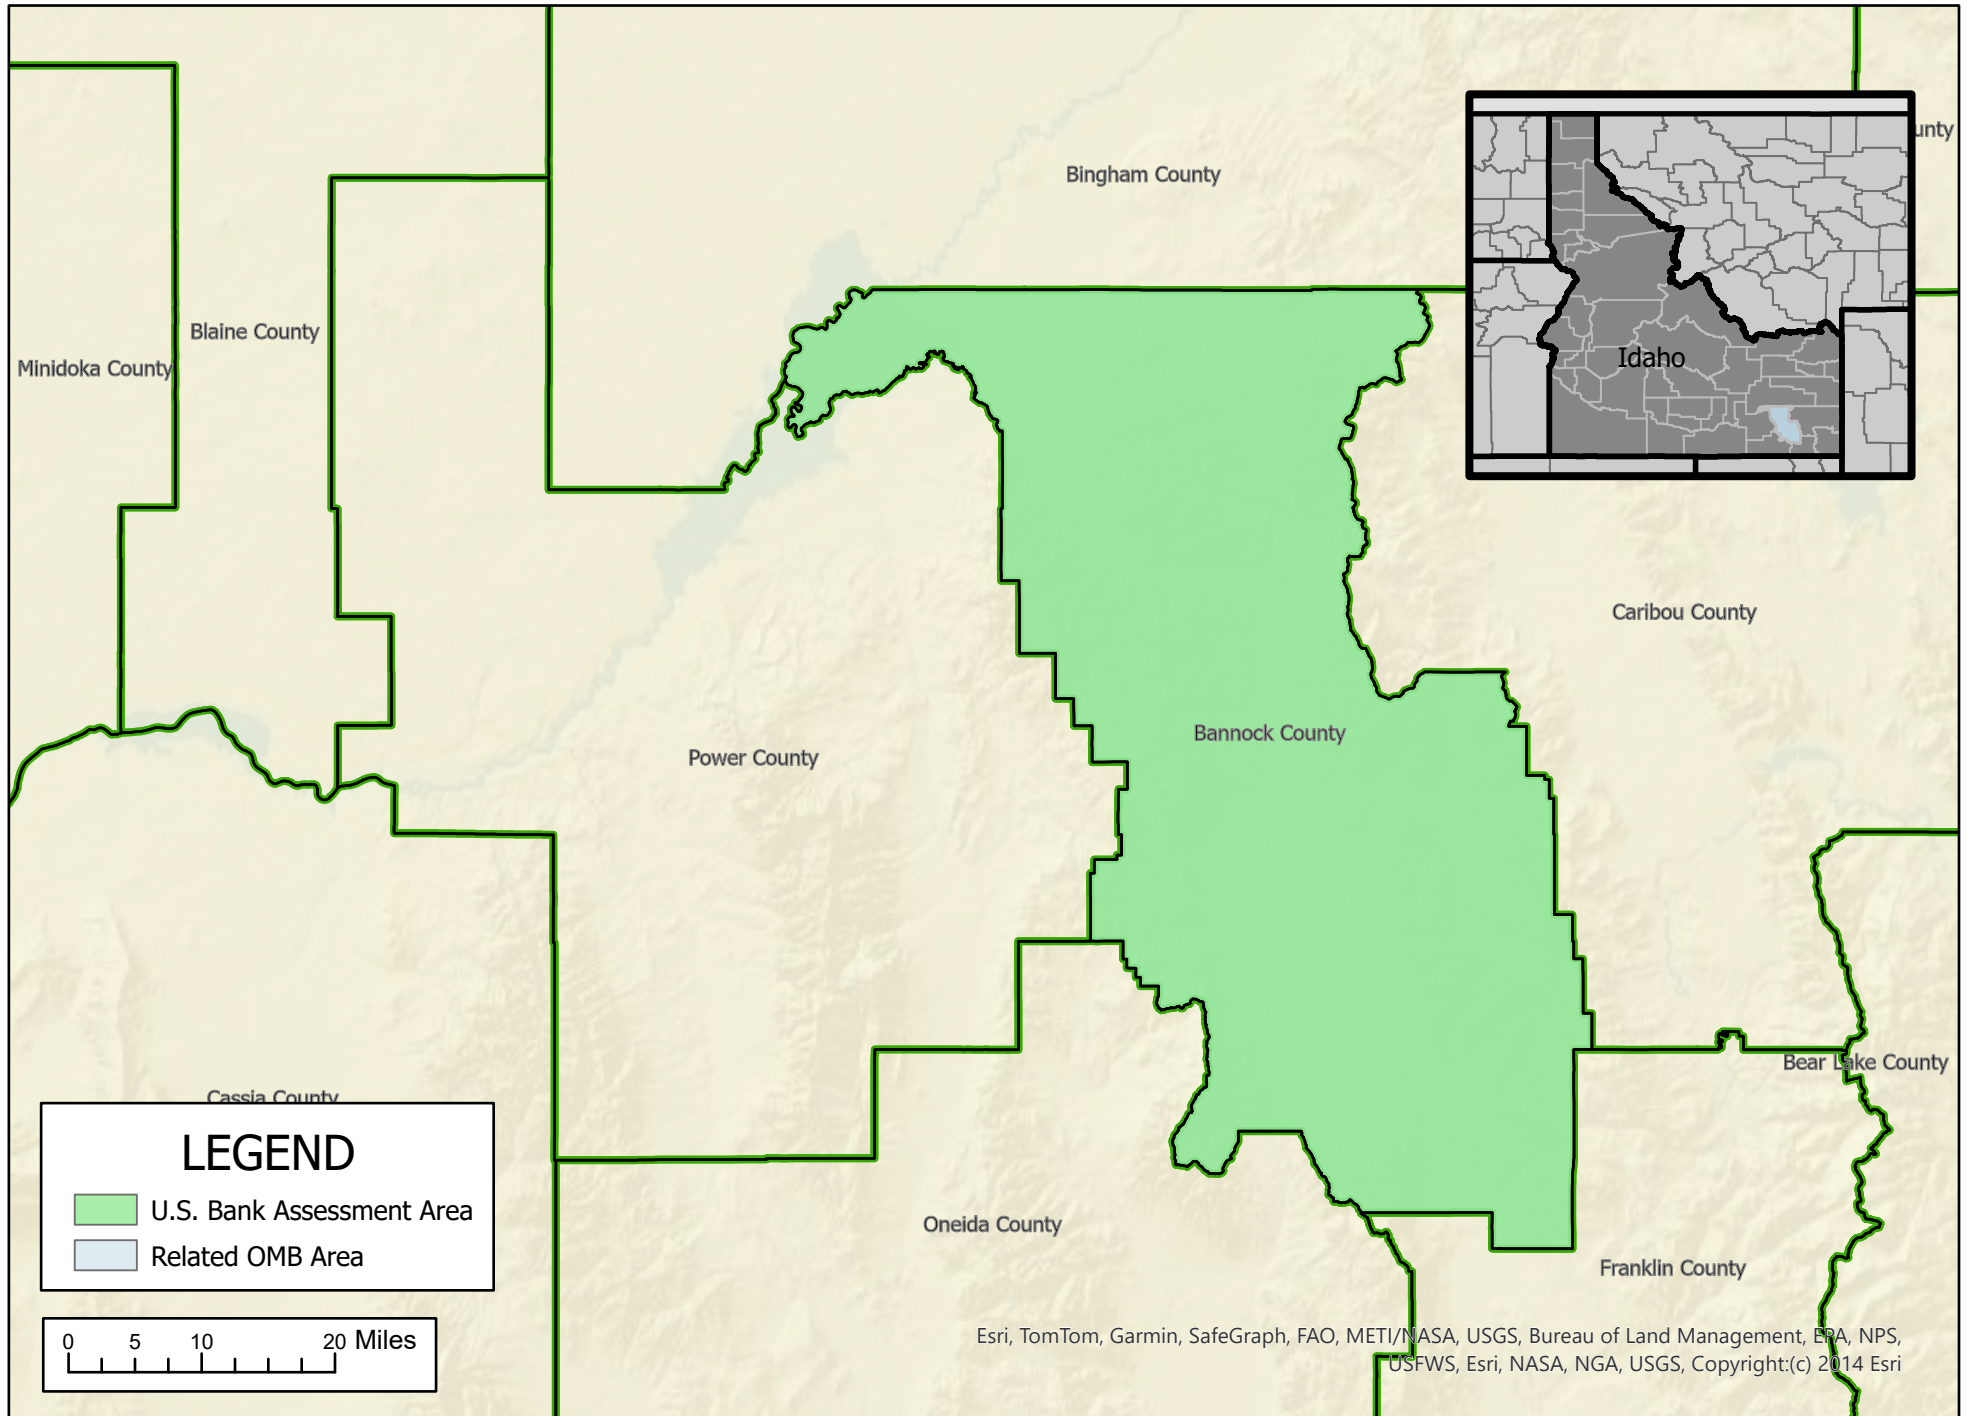 unty
Bingham County
Blaine County
Minidoka County
Idaho
Caribou County
Bannock County
Power County
Bear Lake County
Cassia County
LEGEND
U.S. Bank Assessment Area
Related OMB Area
Oneida County
Franklin County
0 5 10 20 Miles
Esri, TomTom, Garmin, SafeGraph, FAO, METI/NASA, USGS, Bureau of Land Management, EPA, NPS,
USFWS, Esri, NASA, NGA, USGS, Copyright:(c) 2014 Esri